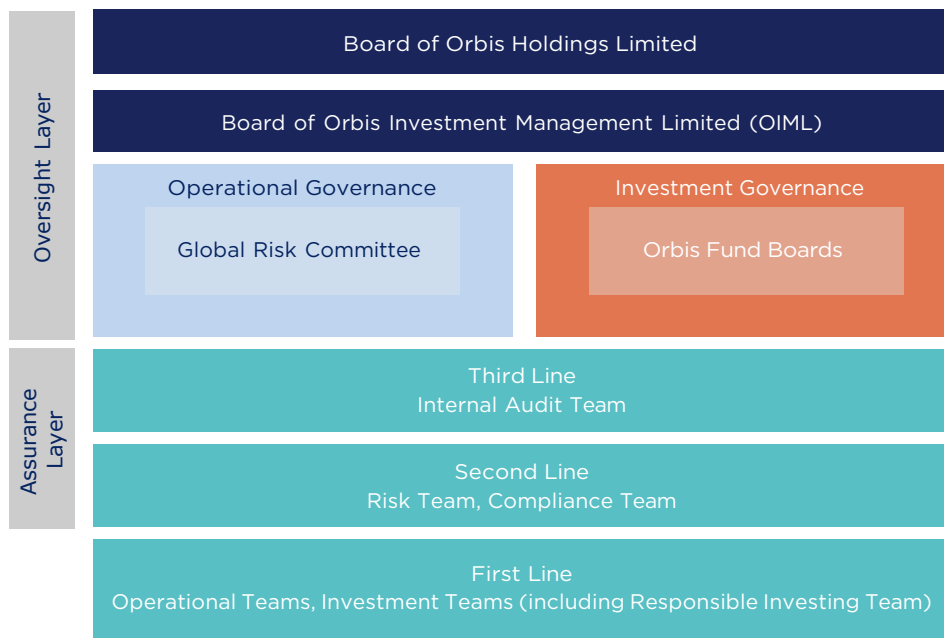 Oversight Layer
Board of Orbis Holdings Limited
Board of Orbis Investment Management Limited (OIML)
Operational Governance
Global Risk Committee
Investment Governance
Orbis Fund Boards
Assurance
Layer
Third Line
Internal Audit Team
Second Line
Risk Team, Compliance Team
First Line
Operational Teams, Investment Teams (including Responsible Investing Team)